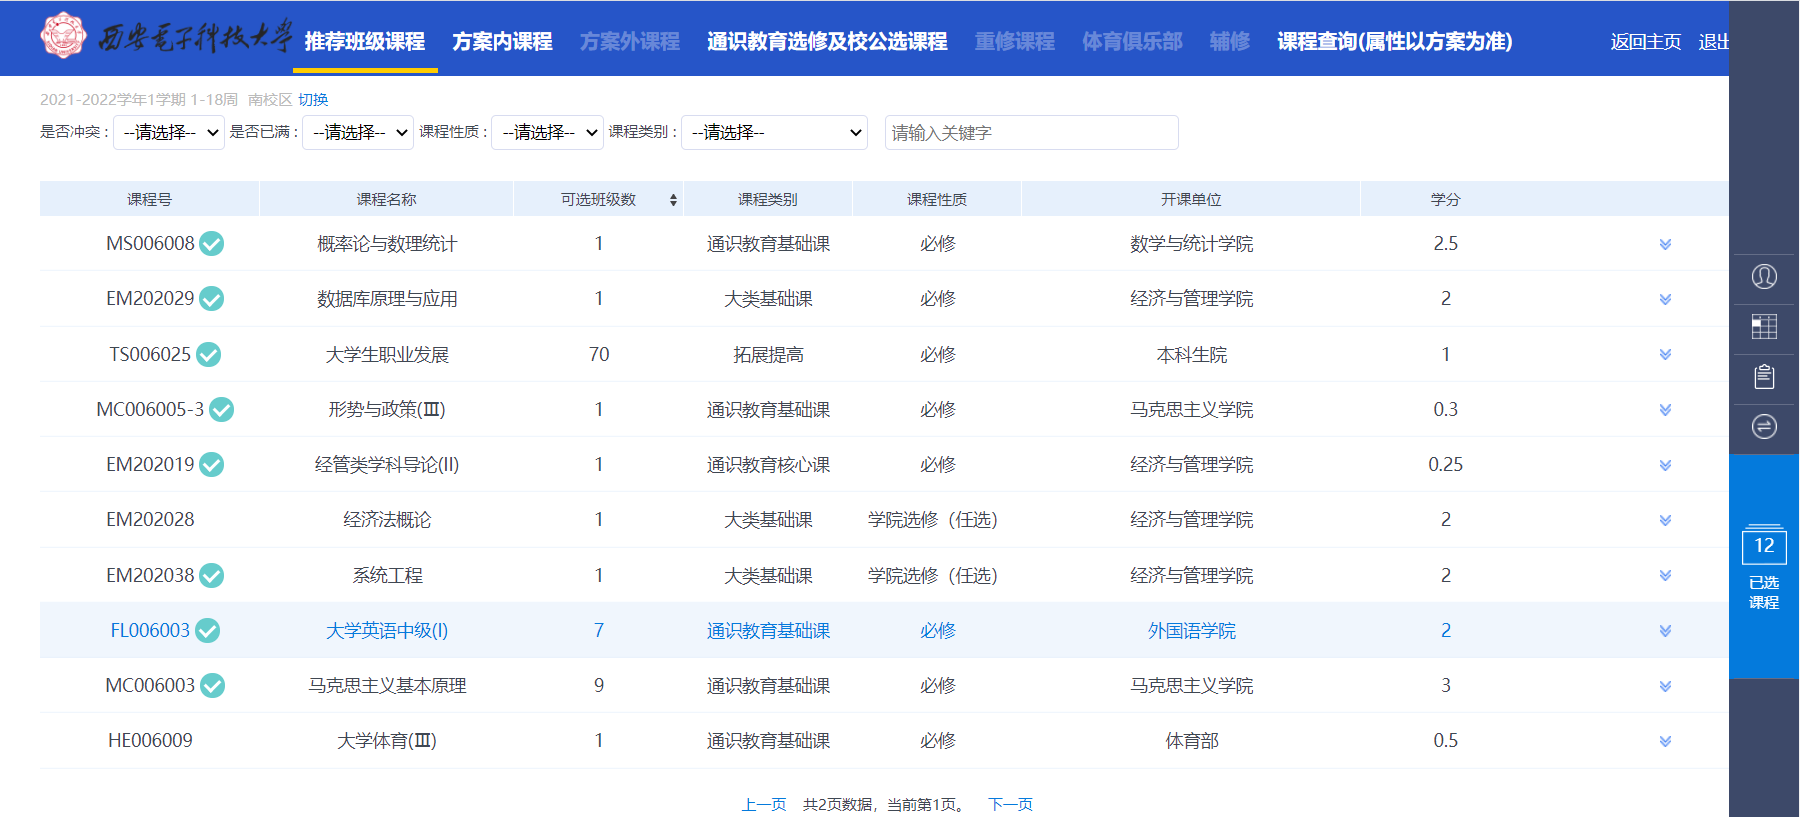 西安電子科技大學 推荐班级课程 方案内课程 方案外课程 通识教育选修及校公选课程 重修课程 体育俱乐部 辅修 课程查询(属性以方案为准) 返回主页 退出
2021-2022学年1学期 1-18周 南校区 切换
是否冲突 : --请选择-- 是否已满 : --请选择-- 课程性质 : --请选择-- 课程类别 : --请选择-- 请输入关键字
课程号 课程名称 可选班级数 课程类别 课程性质 开课单位 学分
MS006008 概率论与数理统计 1 通识教育基础课 必修 数学与统计学院 2.5
EM202029 数据库原理与应用 1 大类基础课 必修 经济与管理学院 2
TS006025 大学生职业发展 70 拓展提高 必修 本科生院 1
MC006005-3 形势与政策(Ⅲ) 1 通识教育基础课 必修 马克思主义学院 0.3
EM202019 经管类学科导论(II) 1 通识教育核心课 必修 经济与管理学院 0.25
EM202028 经济法概论 1 大类基础课 学院选修（任选） 经济与管理学院 2
EM202038 系统工程 1 大类基础课 学院选修（任选） 经济与管理学院 2
FL006003 大学英语中级(I) 7 通识教育基础课 必修 外国语学院 2
MC006003 马克思主义基本原理 9 通识教育基础课 必修 马克思主义学院 3
HE006009 大学体育(Ⅲ) 1 通识教育基础课 必修 体育部 0.5
上一页 共2页数据，当前第1页。 下一页
12
已选
课程